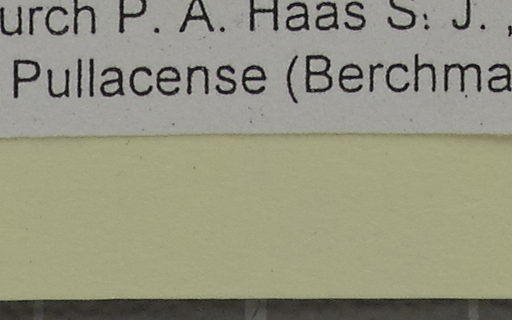 urch P. A. Haas S. J. ,
Pullacense (Berchma